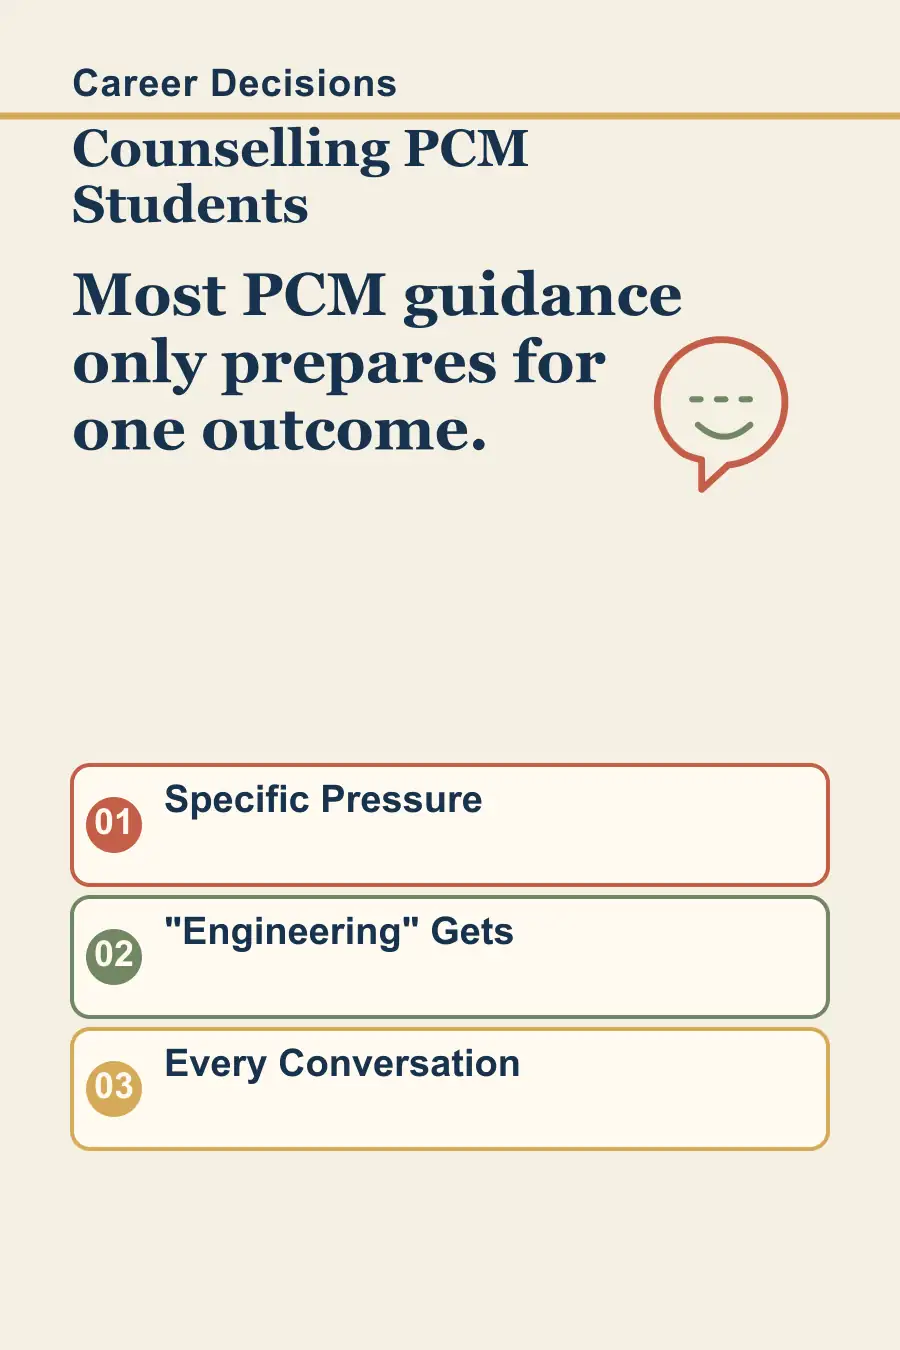 Career Decisions
Counselling PCM
Students
Most PCM guidance
only prepares for
one outcome.
01
Specific Pressure
02
"Engineering" Gets
03
Every Conversation